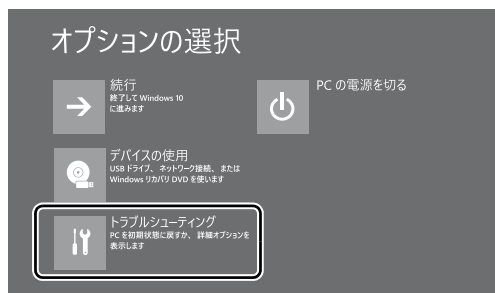 オプションの選択
続行
終了して Windows 10
に進みます
PC の電源を切る
デバイスの使用
USB ドライブ、ネットワーク接続、または
Windows リカバリ DVD を使います
トラブルシューティング
PC を初期状態に戻すか、詳細オプションを
表示します